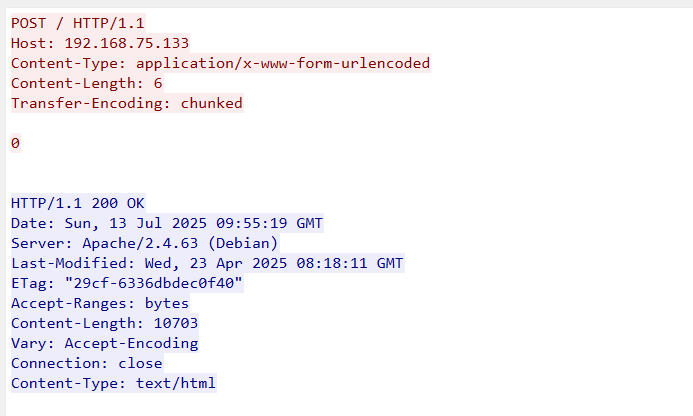 POST / HTTP/1.1
Host: 192.168.75.133
Content-Type: application/x-www-form-urlencoded
Content-Length: 6
Transfer-Encoding: chunked
0
HTTP/1.1 200 OK
Date: Sun, 13 Jul 2025 09:55:19 GMT
Server: Apache/2.4.63 (Debian)
Last-Modified: Wed, 23 Apr 2025 08:18:11 GMT
ETag: "29cf-6336dbdec0f40"
Accept-Ranges: bytes
Content-Length: 10703
Vary: Accept-Encoding
Connection: close
Content-Type: text/html